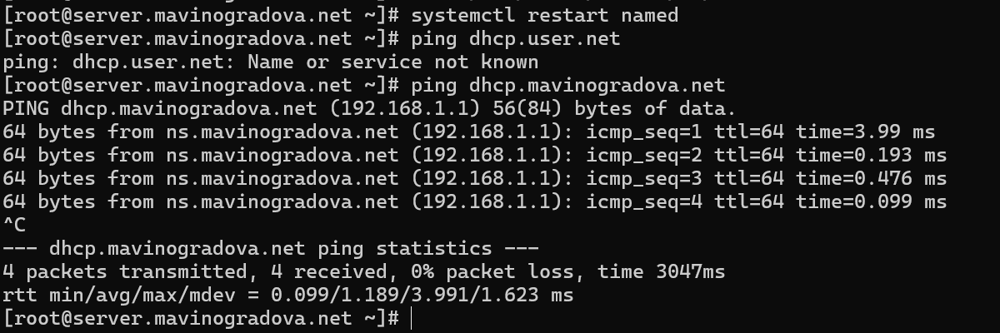 [root@server.mavinogradova.net ~]# systemctl restart named
[root@server.mavinogradova.net ~]# ping dhcp.user.net
ping: dhcp.user.net: Name or service not known
[root@server.mavinogradova.net ~]# ping dhcp.mavinogradova.net
PING dhcp.mavinogradova.net (192.168.1.1) 56(84) bytes of data.
64 bytes from ns.mavinogradova.net (192.168.1.1): icmp_seq=1 ttl=64 time=3.99 ms
64 bytes from ns.mavinogradova.net (192.168.1.1): icmp_seq=2 ttl=64 time=0.193 ms
64 bytes from ns.mavinogradova.net (192.168.1.1): icmp_seq=3 ttl=64 time=0.476 ms
64 bytes from ns.mavinogradova.net (192.168.1.1): icmp_seq=4 ttl=64 time=0.099 ms
^C
--- dhcp.mavinogradova.net ping statistics ---
4 packets transmitted, 4 received, 0% packet loss, time 3047ms
rtt min/avg/max/mdev = 0.099/1.189/3.991/1.623 ms
[root@server.mavinogradova.net ~]#